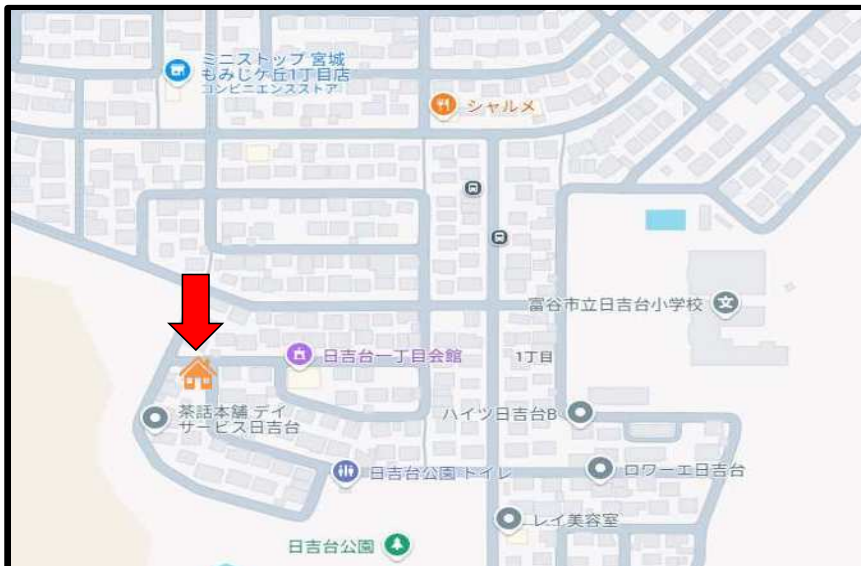 ミニストップ 宮城
もみじケ丘1丁目店
コンビニエンスストア
シャルメ
富谷市立日吉台小学校
文
日吉台一丁目会館
1丁目
茶話本舗 デイ
サービス日吉台
ハイツ日吉台B
日吉台公園 トイレ
ロワーエ日吉台
レイ美容室
日吉台公園